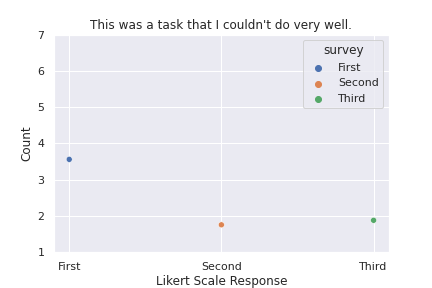 This was a task that I couldn't do very well.
7
6
5
4
3
2
1
Count
survey
First
Second
Third
First Second Third
Likert Scale Response